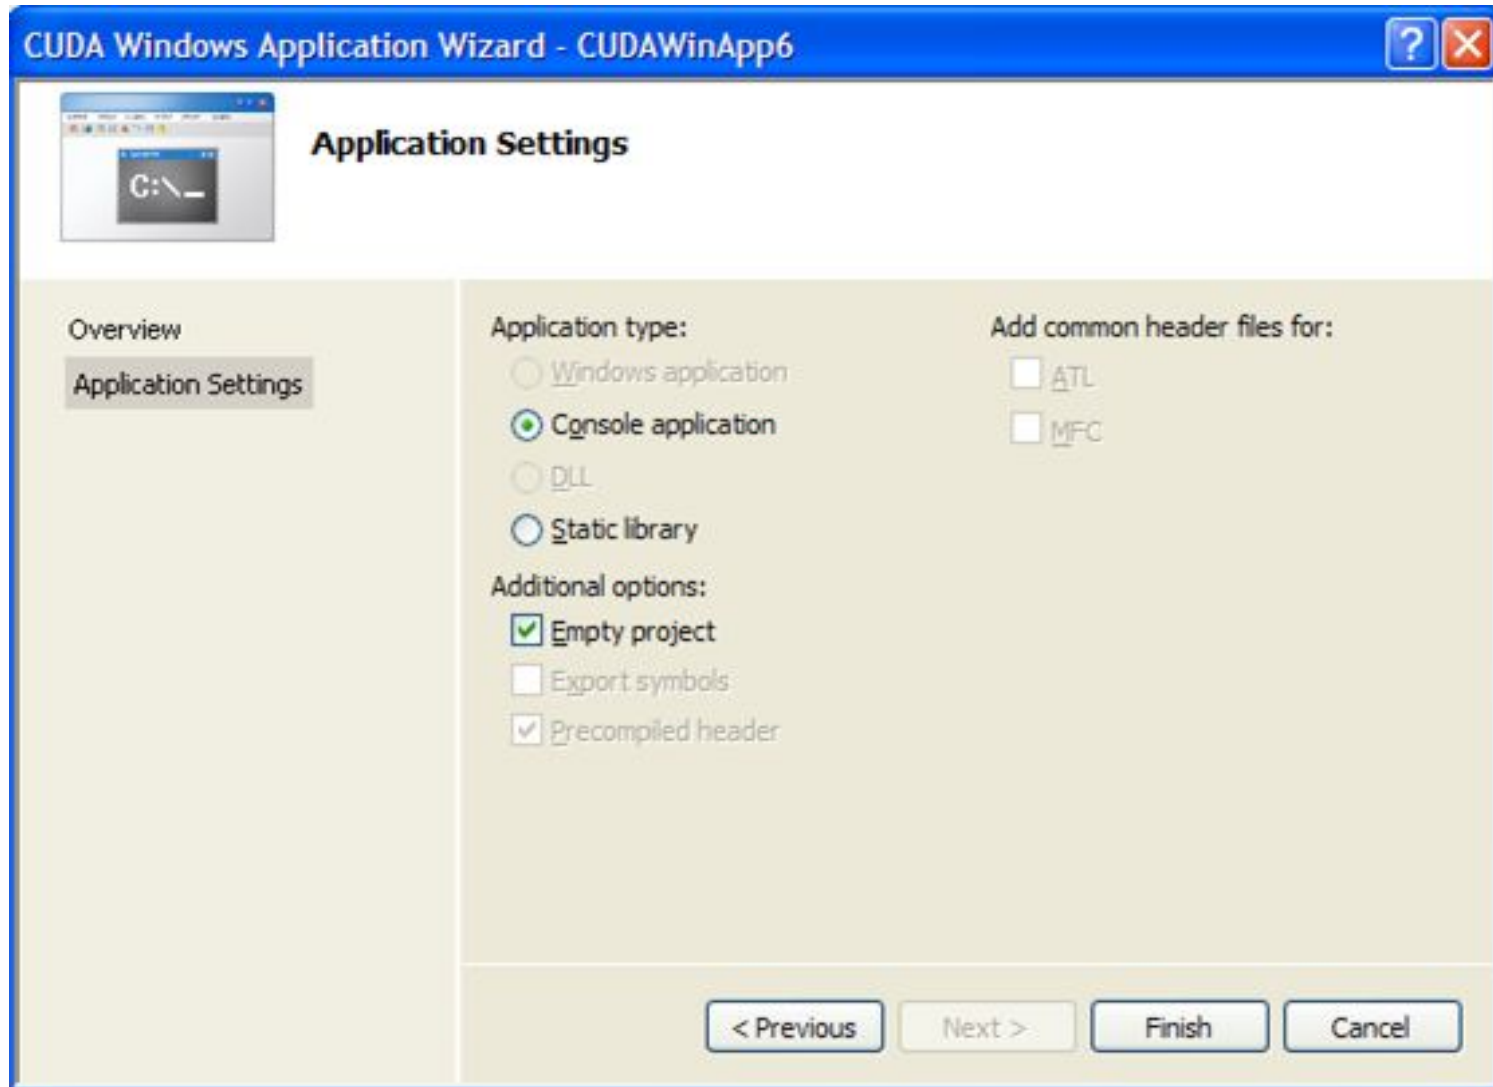 CUDA Windows Application Wizard - CUDAWinApp6
C:\_
Application Settings
Overview
Application Settings
Application type:
Windows application
Console application
DLL
Static library
Additional options:
Empty project
Export symbols
Precompiled header
Add common header files for:
ATL
MFC
< Previous
Next >
Finish
Cancel